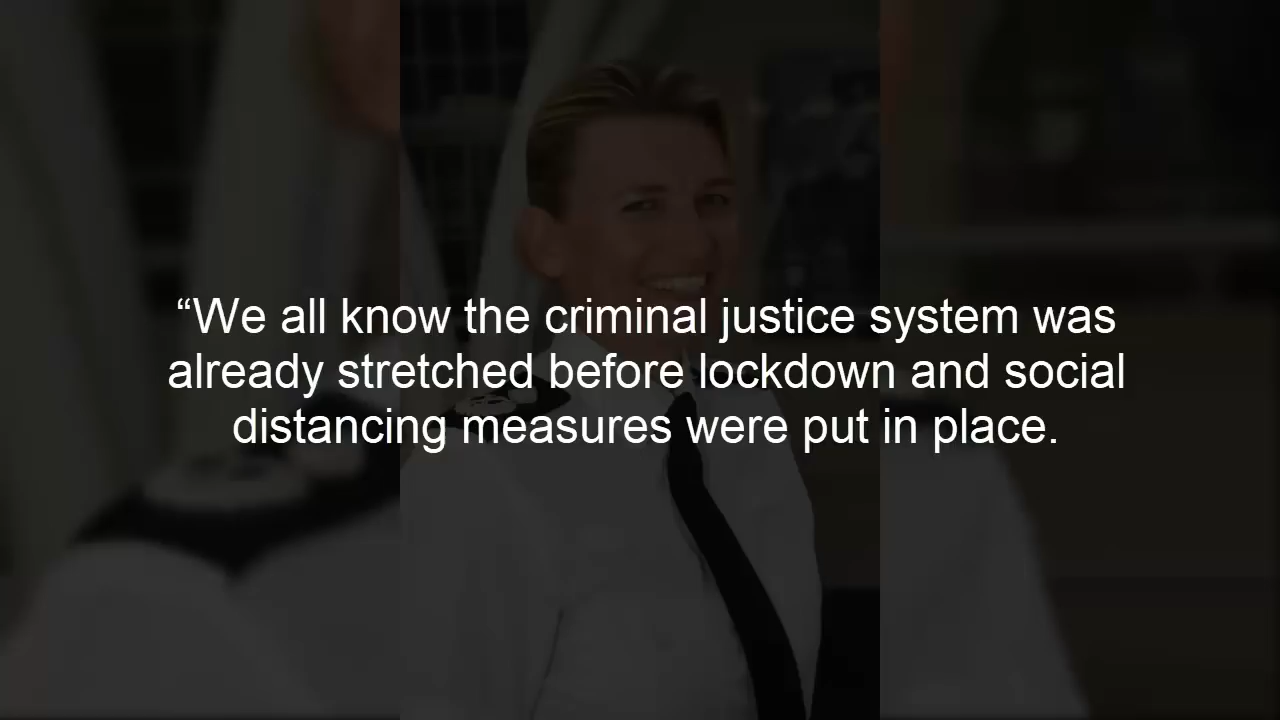 “We all know the criminal justice system was
already stretched before lockdown and social
distancing measures were put in place.